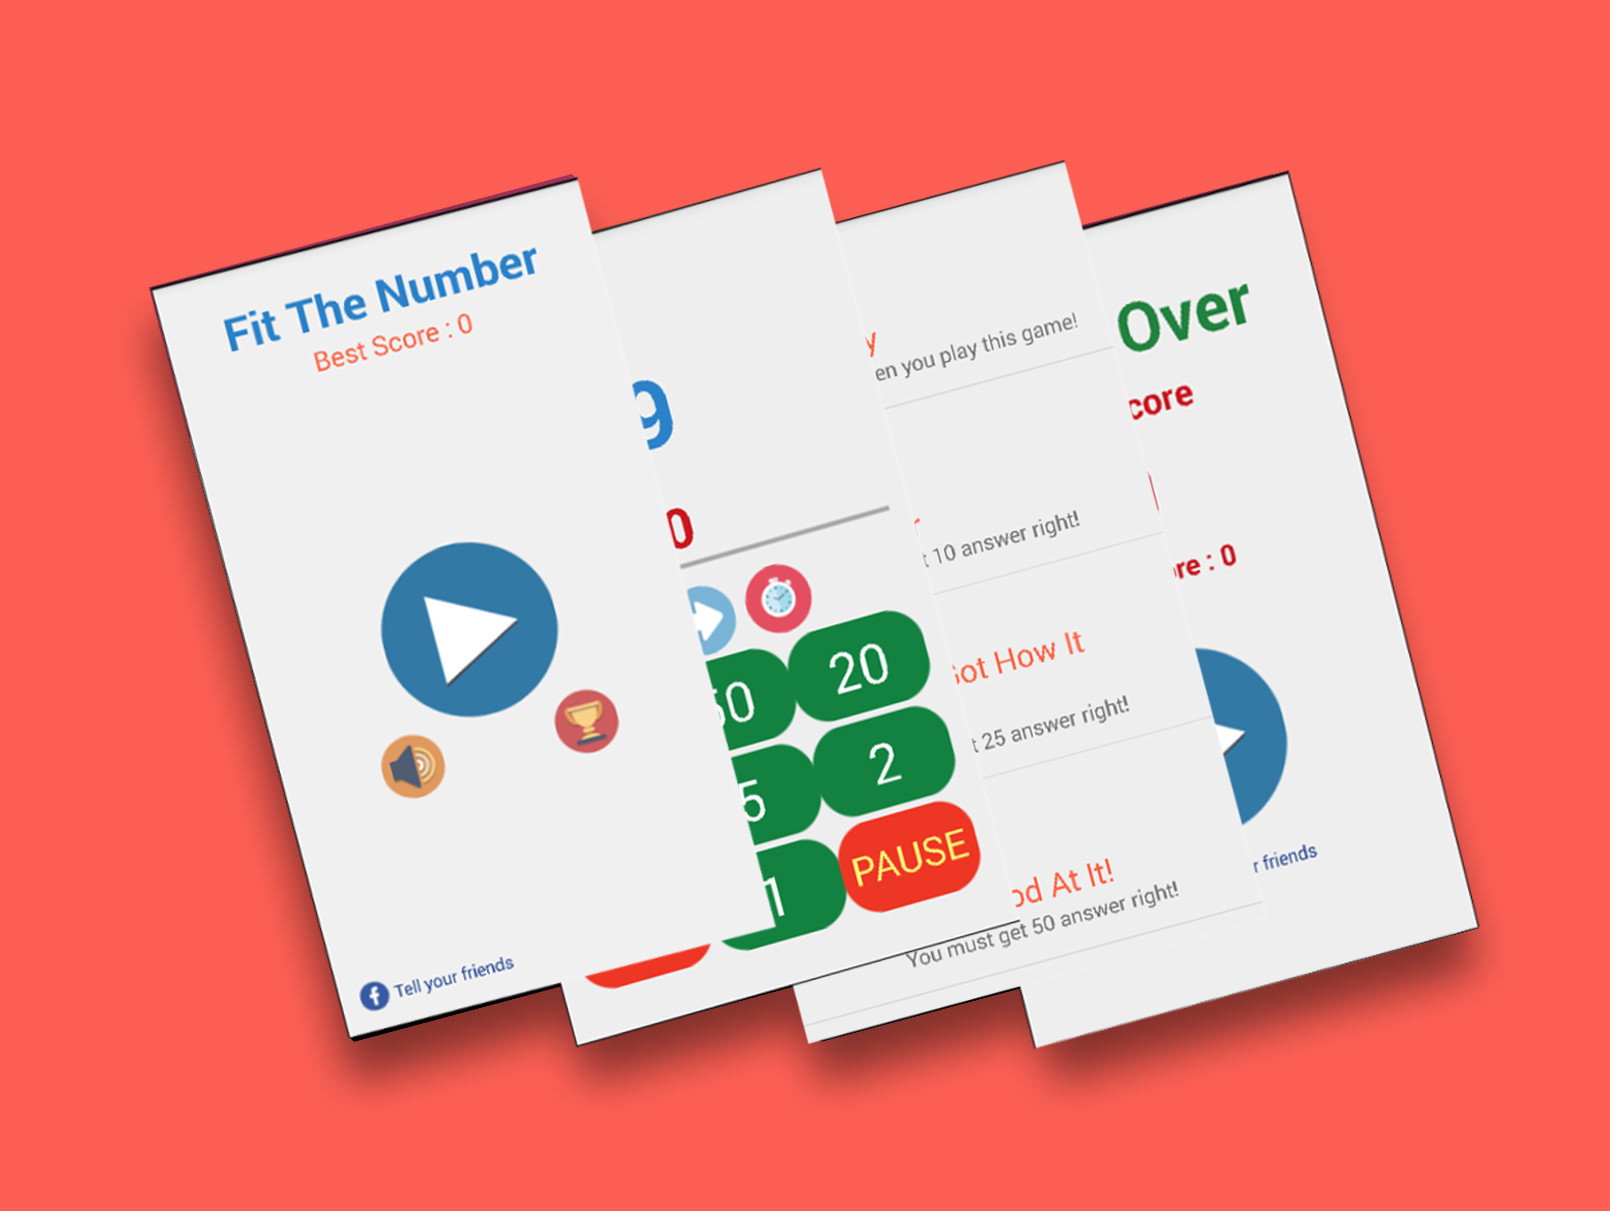 Fit The Number
Best Score : 0
Tell your friends
9
0
20
5
2
1
PAUSE
y
en you play this game!
10 answer right!
Got How It
25 answer right!
od At It!
You must get 50 answer right!
Over
core
re : 0
r friends